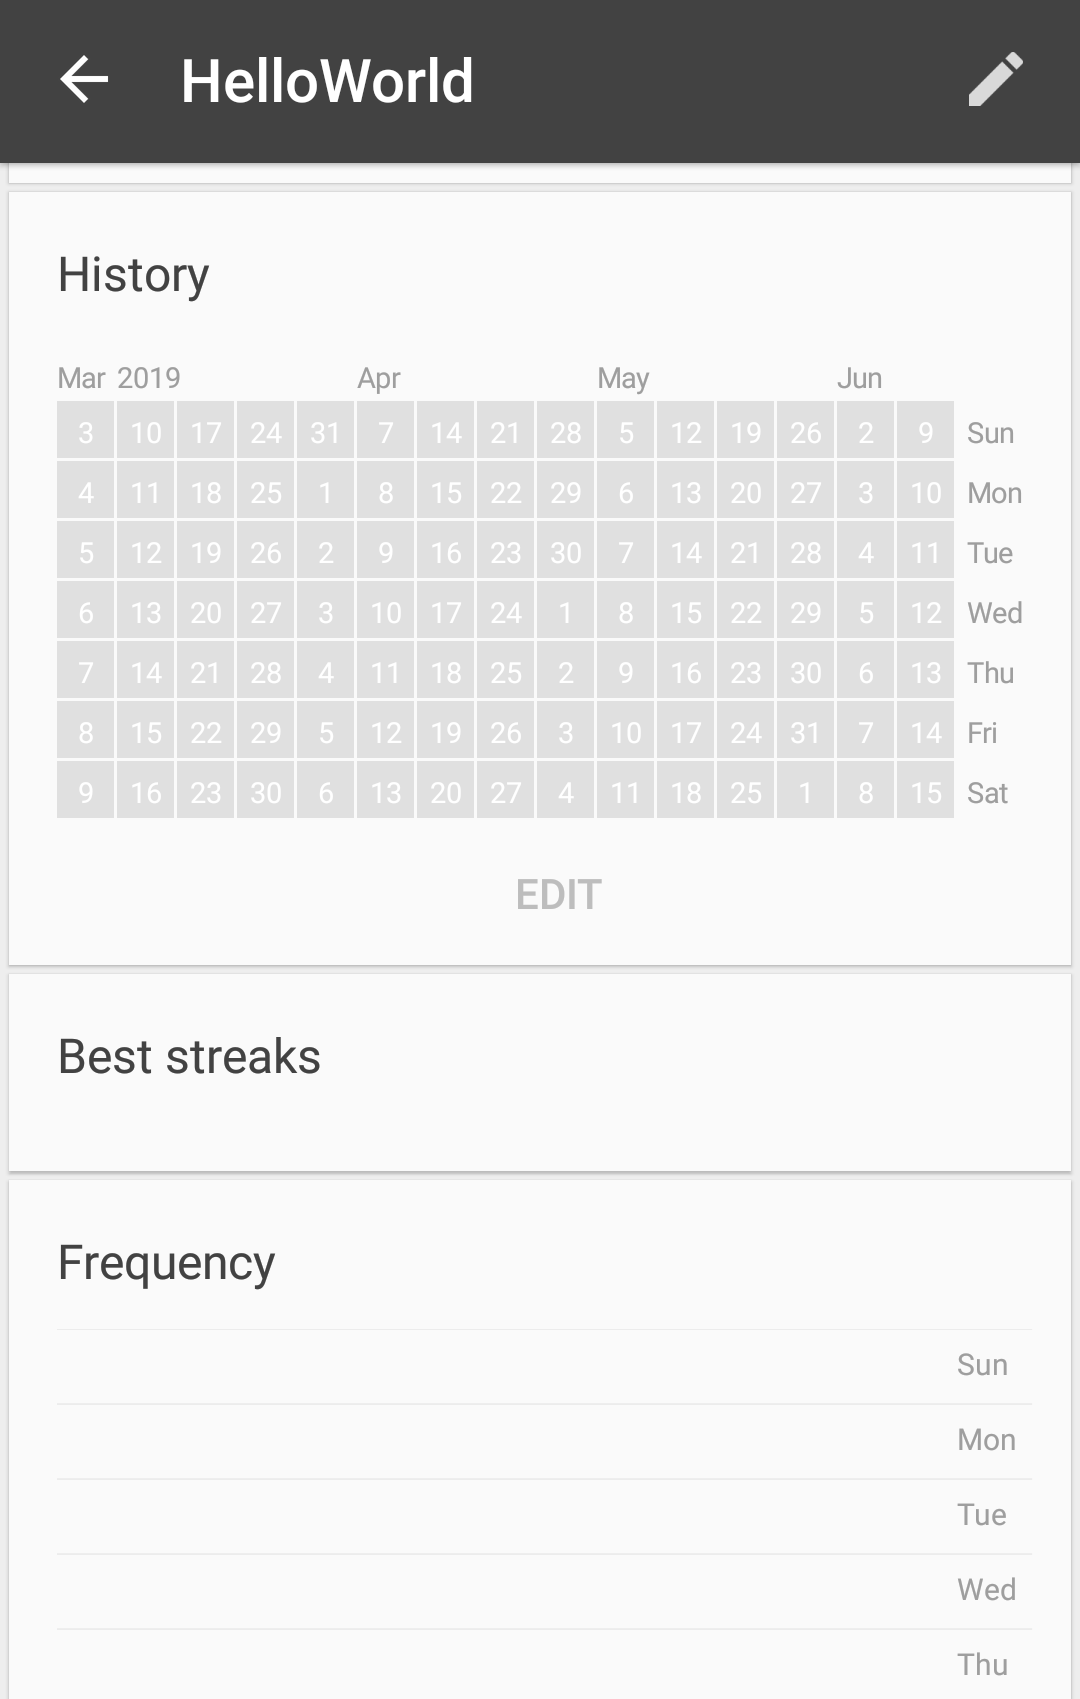 HelloWorld
History
Mar 2019 Apr May Jun
3 10 17 24 31 7 14 21 28 5 12 19 26 2 9 Sun
4 11 18 25 1 8 15 22 29 6 13 20 27 3 10 Mon
5 12 19 26 2 9 16 23 30 7 14 21 28 4 11 Tue
6 13 20 27 3 10 17 24 1 8 15 22 29 5 12 Wed
7 14 21 28 4 11 18 25 2 9 16 23 30 6 13 Thu
8 15 22 29 5 12 19 26 3 10 17 24 31 7 14 Fri
9 16 23 30 6 13 20 27 4 11 18 25 1 8 15 Sat
EDIT
Best streaks
Frequency
Sun
Mon
Tue
Wed
Thu